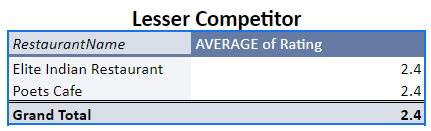 Lesser Competitor
RestaurantName AVERAGE of Rating
Elite Indian Restaurant 2.4
Poets Cafe 2.4
Grand Total 2.4